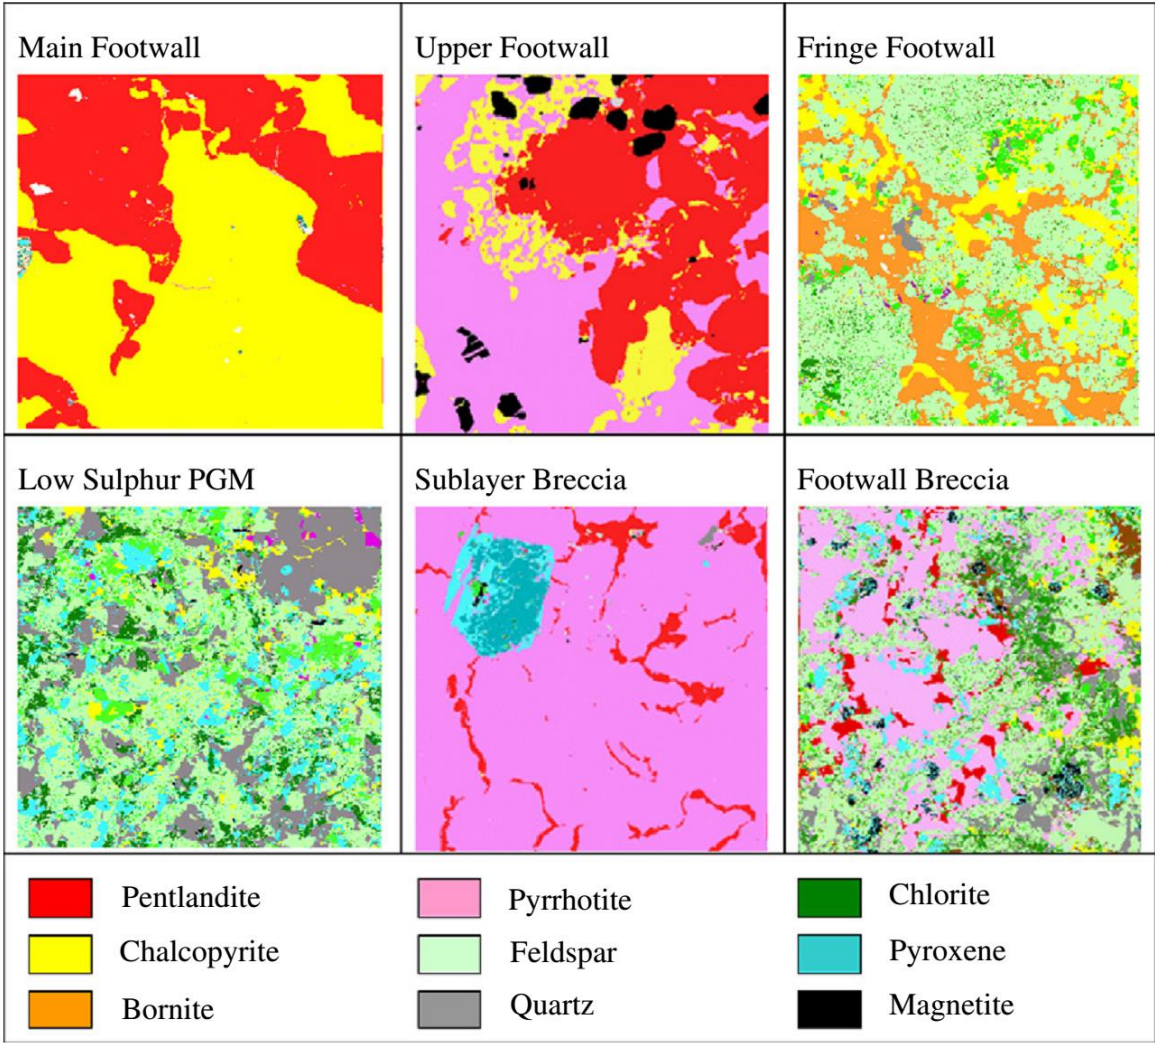 Main Footwall
Upper Footwall
Fringe Footwall
Low Sulphur PGM
Sublayer Breccia
Footwall Breccia
Pentlandite
Pyrrhotite
Chlorite
Chalcopyrite
Feldspar
Pyroxene
Bornite
Quartz
Magnetite